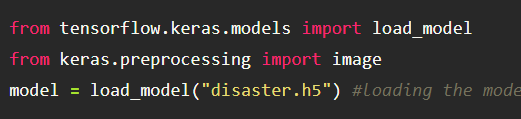 from tensorflow.keras.models import load_model
from keras.preprocessing import image
model = load_model("disaster.h5") #loading the mode